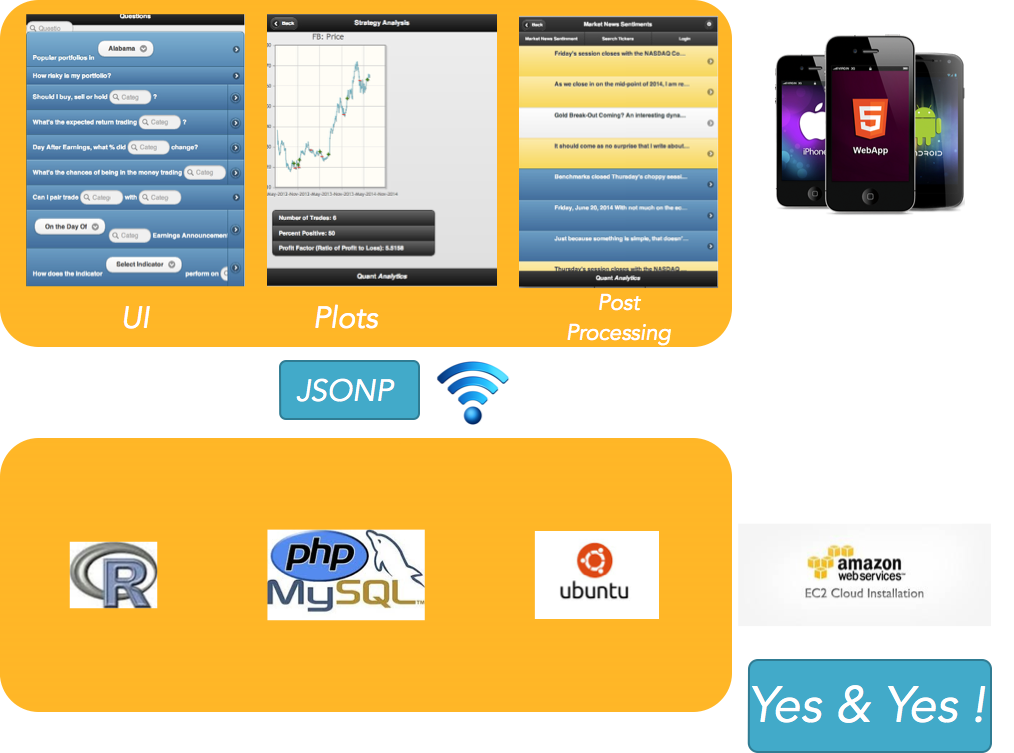 Questions
Questio
Popular portfolios in Alabama
How risky is my portfolio?
Should I buy, sell or hold Categ ?
What's the expected return trading Categ ?
Day After Earnings, what % did Categ change?
What's the chances of being in the money trading Categ
Can I pair trade Categ with Categ
On the Day Of Categ Earnings Announcement
How does the indicator Select Indicator perform on
UI
Back
Strategy Analysis
FB: Price
May-2012 Nov-2012 May-2013 Nov-2013 May-2014 Nov-2014
Number of Trades: 6
Percent Positive: 50
Profit Factor (Ratio of Profit to Loss): 5.5158
Quant Analytics
Plots
Back
Market News Sentiments
Market News Sentiment Search Tickers Login
Friday's session closes with the NASDAQ Co...
As we close in on the mid-point of 2014, I am re...
Gold Break-Out Coming? An interesting dyna...
It should come as no surprise that I write about...
Benchmarks closed Thursday's choppy sessi...
Friday, June 20, 2014 With not much on the ec...
Just because something is simple, that doesn'...
Thursday's session closes with the NASDAQ ...
Quant Analytics
Post
Processing
iPhone
5
WebApp
JSONP
R
php
MySQL
ubuntu
amazon
web services™
EC2 Cloud Installation
Yes & Yes !